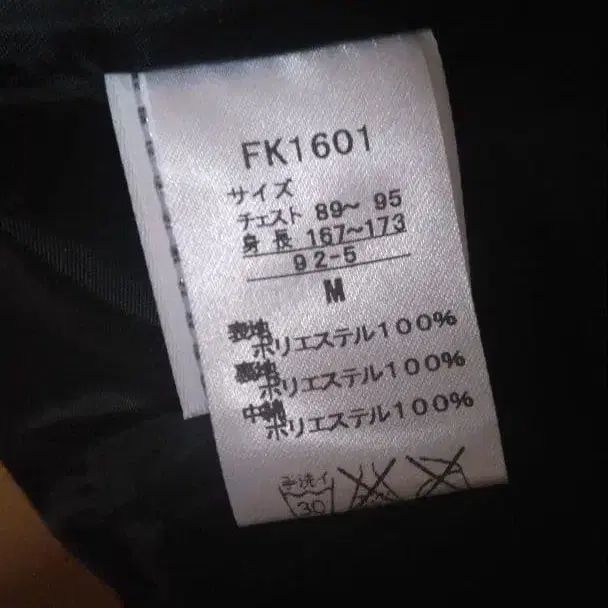 FK1601
サイズ
チェスト 89〜 95
身 長 167〜173
92-5
M
表地
ポリエステル100%
裏地
ポリエステル100%
中綿
ポリエステル100%
手洗イ
30